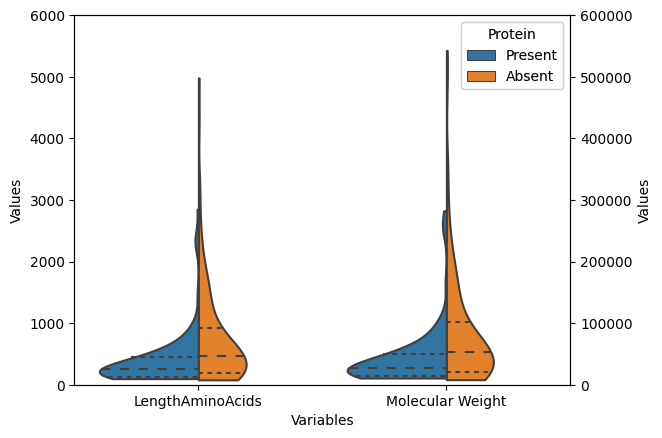 6000
5000
4000
3000
2000
1000
0
Values
600000
500000
400000
300000
200000
100000
0
Values
Protein
Present
Absent
LengthAminoAcids
Molecular Weight
Variables